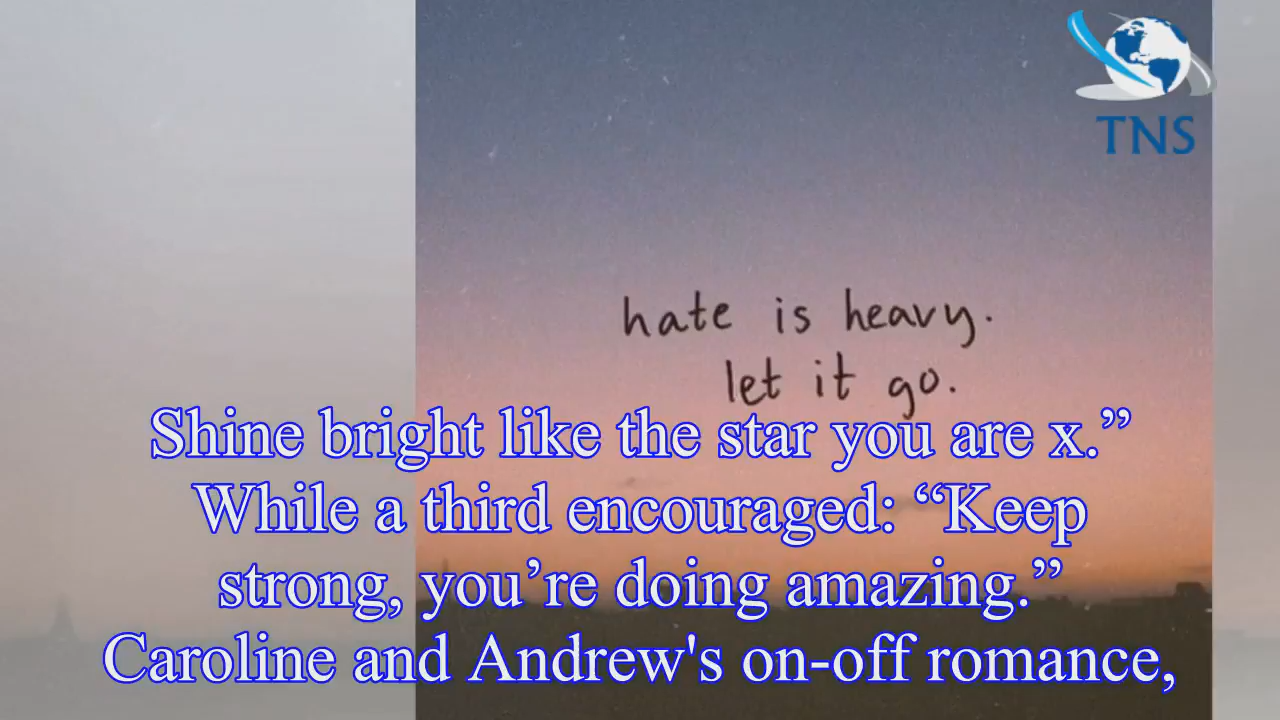 TNS
hate is heavy.
let it go.
Shine bright like the star you are x.”
While a third encouraged: “Keep
strong, you’re doing amazing.”
Caroline and Andrew's on-off romance,